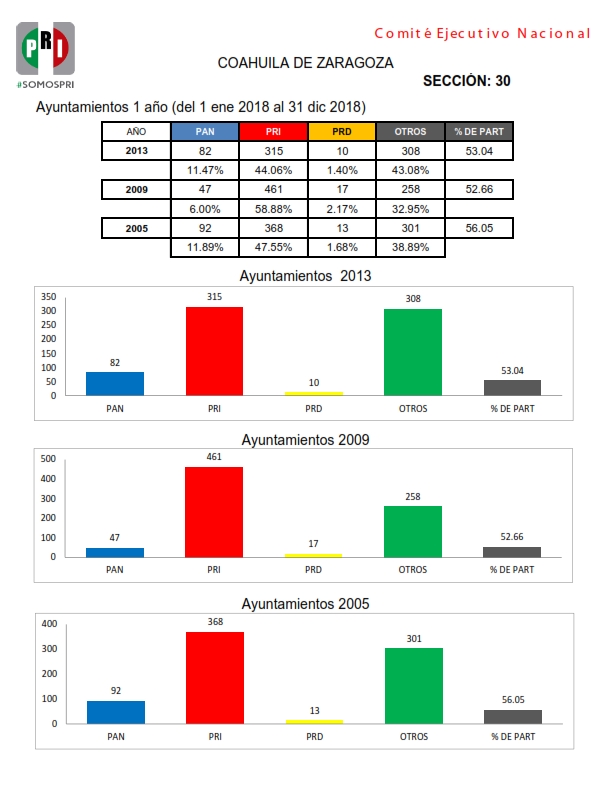 Comité Ejecutivo Nacional
PRI
#SOMOSPRI
COAHUILA DE ZARAGOZA
SECCIÓN: 30
Ayuntamientos 1 año (del 1 ene 2018 al 31 dic 2018)
AÑO PAN PRI PRD OTROS % DE PART
2013 82 315 10 308 53.04
11.47% 44.06% 1.40% 43.08%
2009 47 461 17 258 52.66
6.00% 58.88% 2.17% 32.95%
2005 92 368 13 301 56.05
11.89% 47.55% 1.68% 38.89%
Ayuntamientos 2013
350
300
250
200
150
100
50
0
82 315 10 308 53.04
PAN PRI PRD OTROS % DE PART
Ayuntamientos 2009
500
400
300
200
100
0
47 461 17 258 52.66
PAN PRI PRD OTROS % DE PART
Ayuntamientos 2005
400
300
200
100
0
92 368 13 301 56.05
PAN PRI PRD OTROS % DE PART